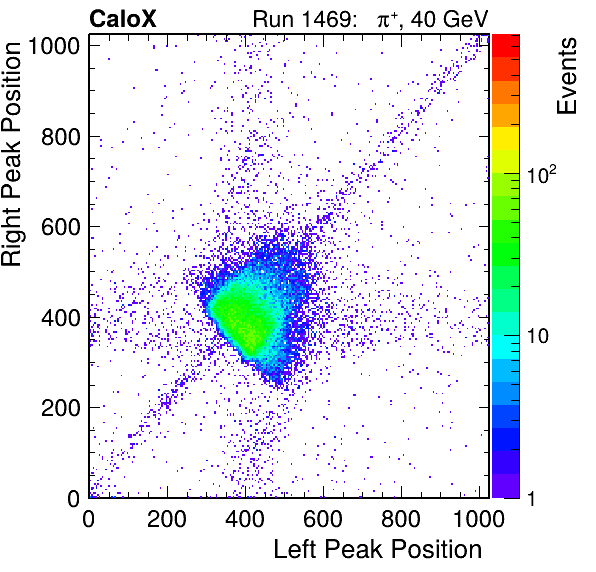 CaloX Run 1469: π⁺, 40 GeV
Right Peak Position
1000
800
600
400
200
0
0 200 400 600 800 1000
Left Peak Position
Events
10²
10
1